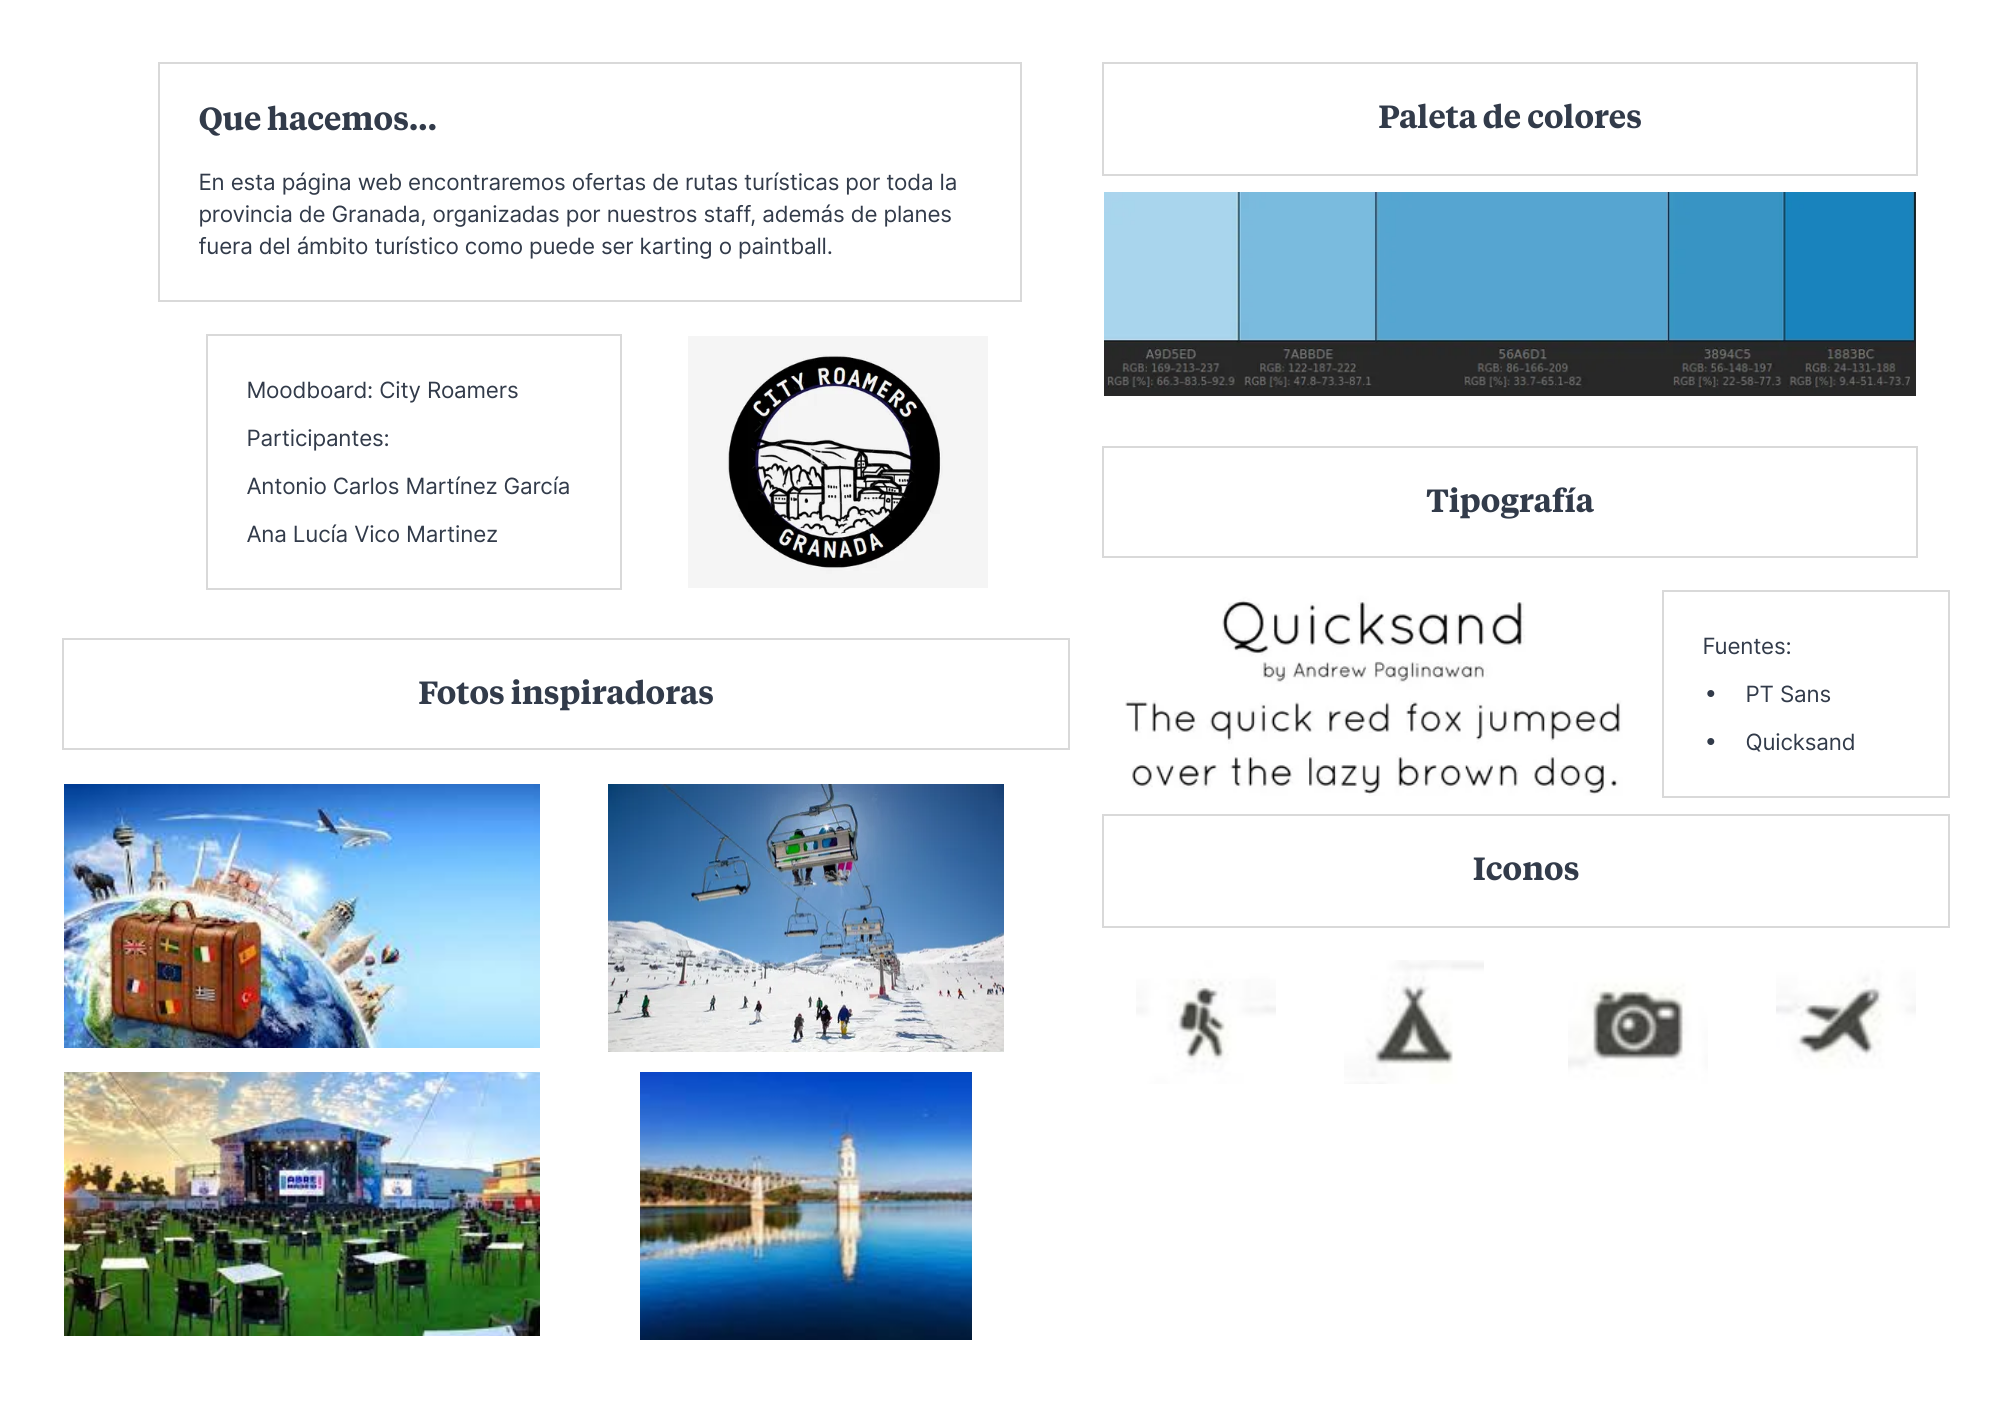 Que hacemos...
En esta página web encontraremos ofertas de rutas turísticas por toda la
provincia de Granada, organizadas por nuestros staff, además de planes
fuera del ámbito turístico como puede ser karting o paintball.
Moodboard: City Roamers
Participantes:
Antonio Carlos Martínez García
Ana Lucía Vico Martinez
CITY ROAMERS
GRANADA
Fotos inspiradoras
ABRE
Paleta de colores
A9D5ED
RGB: 169-213-237
RGB [%]: 66.3-83.5-92.9
7ABBDE
RGB: 122-187-222
RGB [%]: 47.8-73.3-87.1
56A6D1
RGB: 86-166-209
RGB [%]: 33.7-65.1-82
3894C5
RGB: 56-148-197
RGB [%]: 22-58-77.3
1883BC
RGB: 24-131-188
RGB [%]: 9.4-51.4-73.7
Tipografía
Quicksand
by Andrew Paglinawan
The quick red fox jumped
over the lazy brown dog.
Fuentes:
• PT Sans
• Quicksand
Iconos